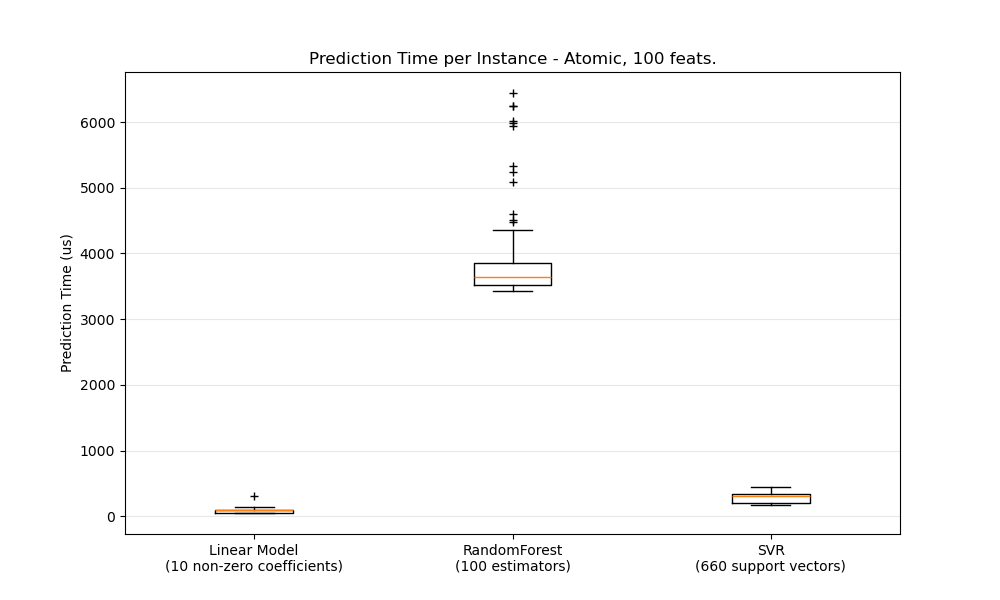 Prediction Time per Instance - Atomic, 100 feats.
Prediction Time (us)
6000
5000
4000
3000
2000
1000
0
Linear Model
(10 non-zero coefficients)
RandomForest
(100 estimators)
SVR
(660 support vectors)